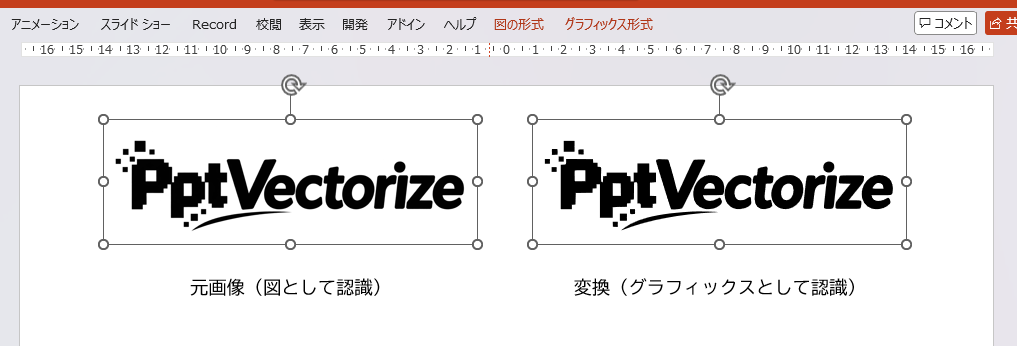 アニメーション スライド ショー Record 校閲 表示 開発 アドイン ヘルプ 図の形式 グラフィックス形式 コメント 共
16 15 14 13 12 11 10 9 8 7 6 5 4 3 2 1 0 1 2 3 4 5 6 7 8 9 10 11 12 13 14 15 16
PptVectorize PptVectorize
元画像（図として認識） 変換（グラフィックスとして認識）